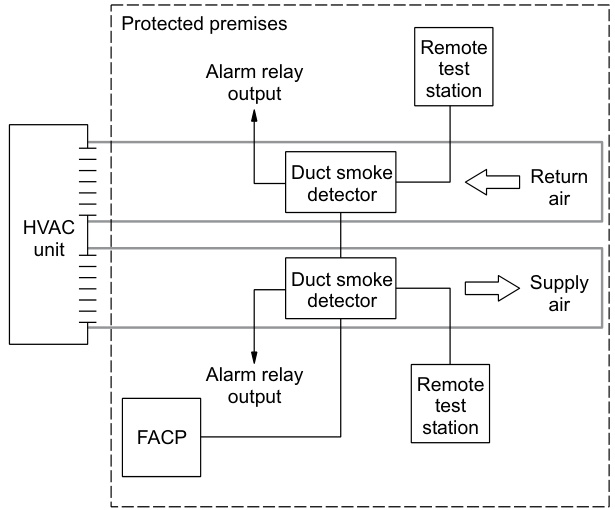 Protected premises
Remote
test
station
Alarm relay
output
Duct smoke
detector
Return
air
HVAC
unit
Duct smoke
detector
Supply
air
Alarm relay
output
Remote
test
station
FACP